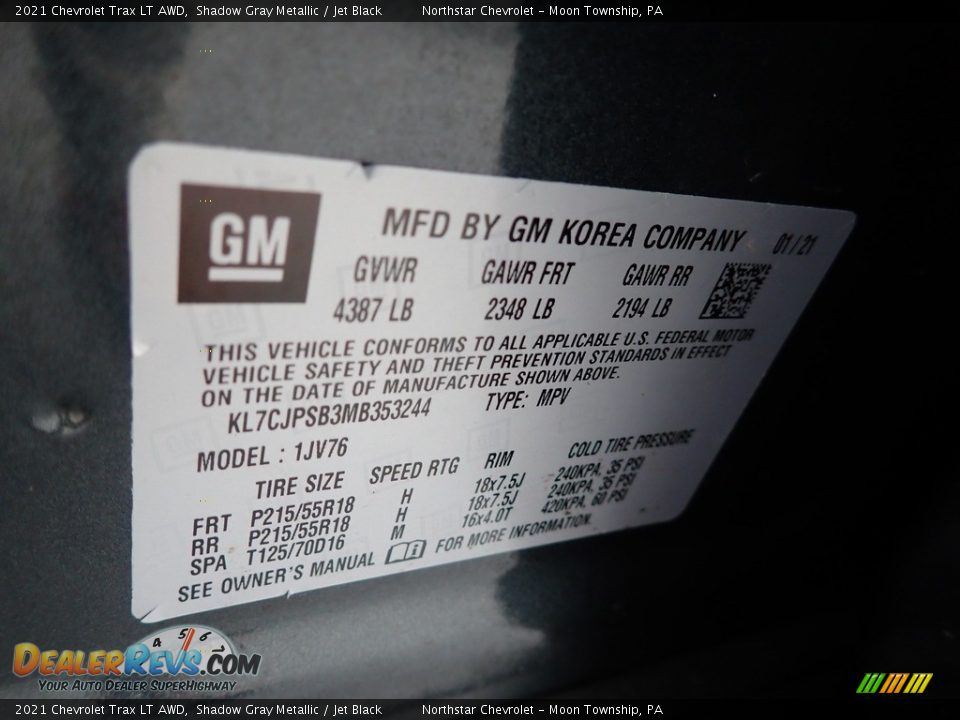 2021 Chevrolet Trax LT AWD, Shadow Gray Metallic / Jet Black Northstar Chevrolet - Moon Township, PA
GM
MFD BY GM KOREA COMPANY 01/21
GVWR GAWR FRT GAWR RR
4387 LB 2348 LB 2194 LB
THIS VEHICLE CONFORMS TO ALL APPLICABLE U.S. FEDERAL MOTOR
VEHICLE SAFETY AND THEFT PREVENTION STANDARDS IN EFFECT
ON THE DATE OF MANUFACTURE SHOWN ABOVE.
KL7CJPSB3MB353244 TYPE: MPV
MODEL : 1JV76
TIRE SIZE SPEED RTG RIM COLD TIRE PRESSURE
FRT P215/55R18 H 18x7.5J 240KPA, 35 PSI
RR P215/55R18 H 18x7.5J 240KPA, 35 PSI
SPA T125/70D16 M 16x4.0T 420KPA, 60 PSI
SEE OWNER'S MANUAL FOR MORE INFORMATION.
4 5 6
DEALERREVS.COM
YOUR AUTO DEALER SUPERHIGHWAY
2021 Chevrolet Trax LT AWD, Shadow Gray Metallic / Jet Black Northstar Chevrolet - Moon Township, PA